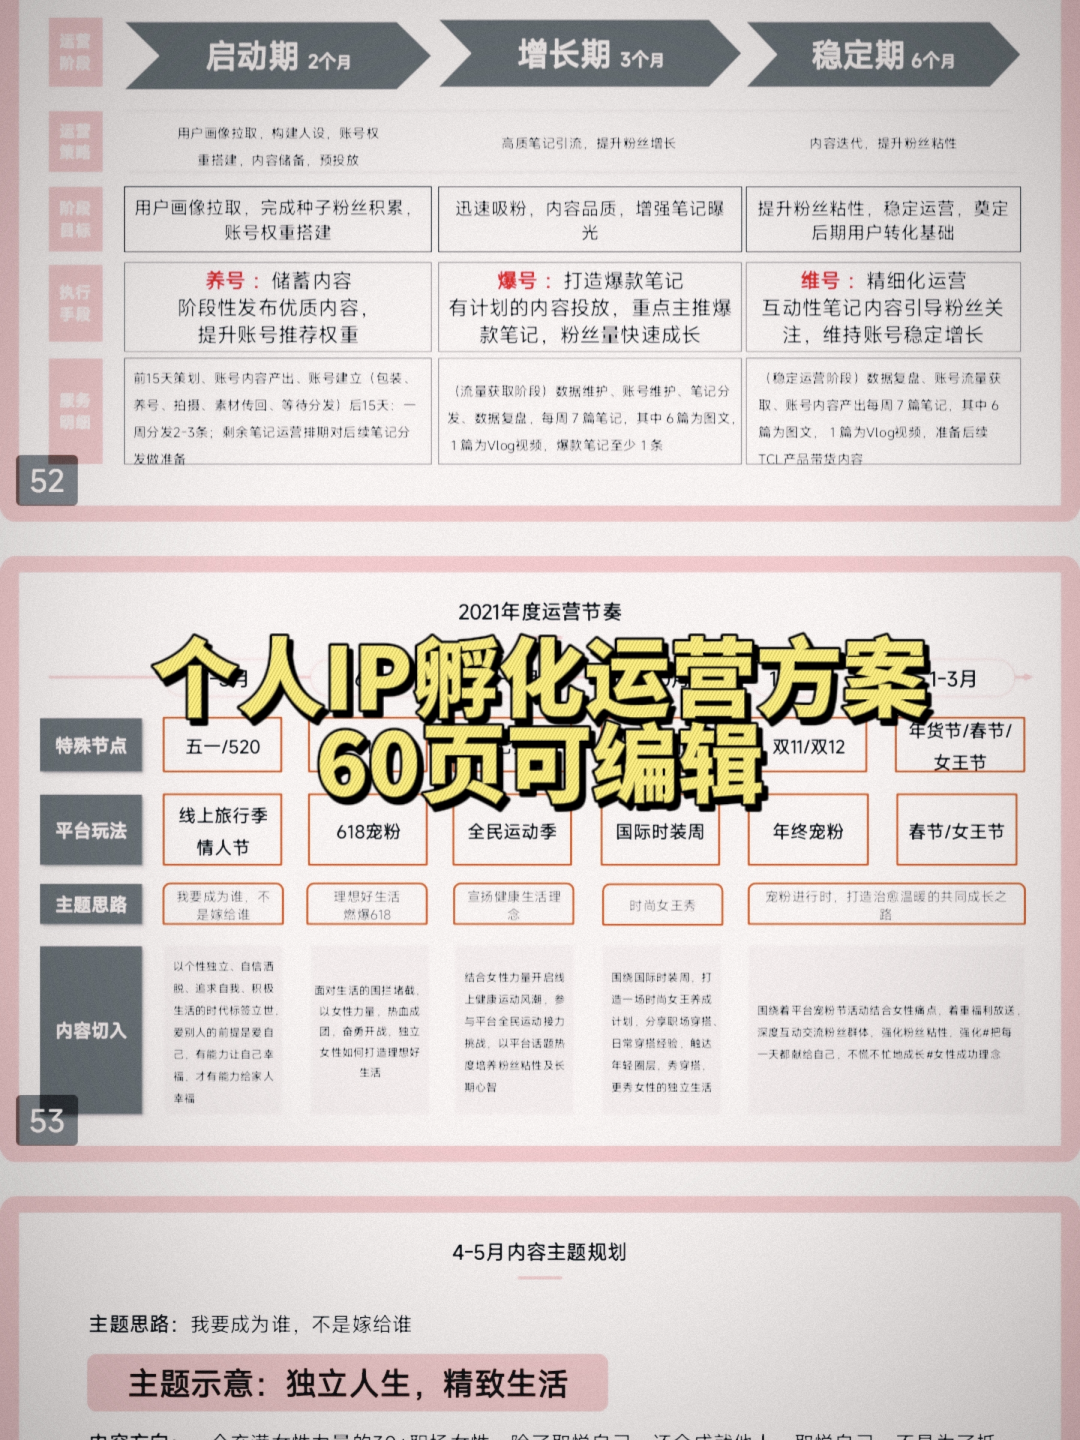 运营
阶段
启动期 2个月
增长期 3个月
稳定期 6个月
运营
策略
用户画像拉取，构建人设，账号权
重搭建，内容储备，预投放
高质笔记引流，提升粉丝增长
内容迭代，提升粉丝粘性
阶段
目标
用户画像拉取，完成种子粉丝积累，
账号权重搭建
迅速吸粉，内容品质，增强笔记曝
光
提升粉丝粘性，稳定运营，奠定
后期用户转化基础
执行
手段
养号：储蓄内容
阶段性发布优质内容，
提升账号推荐权重
爆号：打造爆款笔记
有计划的内容投放，重点主推爆
款笔记，粉丝量快速成长
维号：精细化运营
互动性笔记内容引导粉丝关
注，维持账号稳定增长
服务
明细
前15天策划、账号内容产出、账号建立（包装、
养号、拍摄、素材传回、等待分发）后15天：一
周分发2-3条；剩余笔记运营排期对后续笔记分
发做准备
（流量获取阶段）数据维护、账号维护、笔记分
发、数据复盘，每周 7 篇笔记，其中 6 篇为图文，
1 篇为Vlog视频，爆款笔记至少 1 条
（稳定运营阶段）数据复盘、账号流量获
取、账号内容产出每周 7 篇笔记，其中 6
篇为图文， 1 篇为Vlog视频，准备后续
TCL产品带货内容
52
2021年度运营节奏
1-3月
个人IP孵化运营方案
60页可编辑
特殊节点
五一/520
双11/双12
年货节/春节/
女王节
平台玩法
线上旅行季
情人节
618宠粉
全民运动季
国际时装周
年终宠粉
春节/女王节
主题思路
我要成为谁，不
是嫁给谁
理想好生活
燃爆618
宣扬健康生活理
念
时尚女王秀
宠粉进行时，打造治愈温暖的共同成长之
路
内容切入
以个性独立、自信洒
脱、追求自我、积极
生活的时代标签立世，
爱别人的前提是爱自
己，有能力让自己幸
福，才有能力给家人
幸福
面对生活的围拦堵截，
以女性力量，热血成
团，奋勇开战，独立
女性如何打造理想好
生活
结合女性力量开启线
上健康运动风潮，参
与平台全民运动接力
挑战，以平台话题热
度培养粉丝粘性及长
期心智
围绕国际时装周，打
造一场时尚女王养成
计划，分享职场穿搭，
日常穿搭经验，触达
年轻圈层，秀穿搭，
更秀女性的独立生活
围绕着平台宠粉节活动结合女性痛点，着重福利放送，
深度互动交流粉丝群体，强化粉丝粘性，强化#把每
一天都献给自己，不慌不忙地成长#女性成功理念
53
4-5月内容主题规划
主题思路：我要成为谁，不是嫁给谁
主题示意：独立人生，精致生活